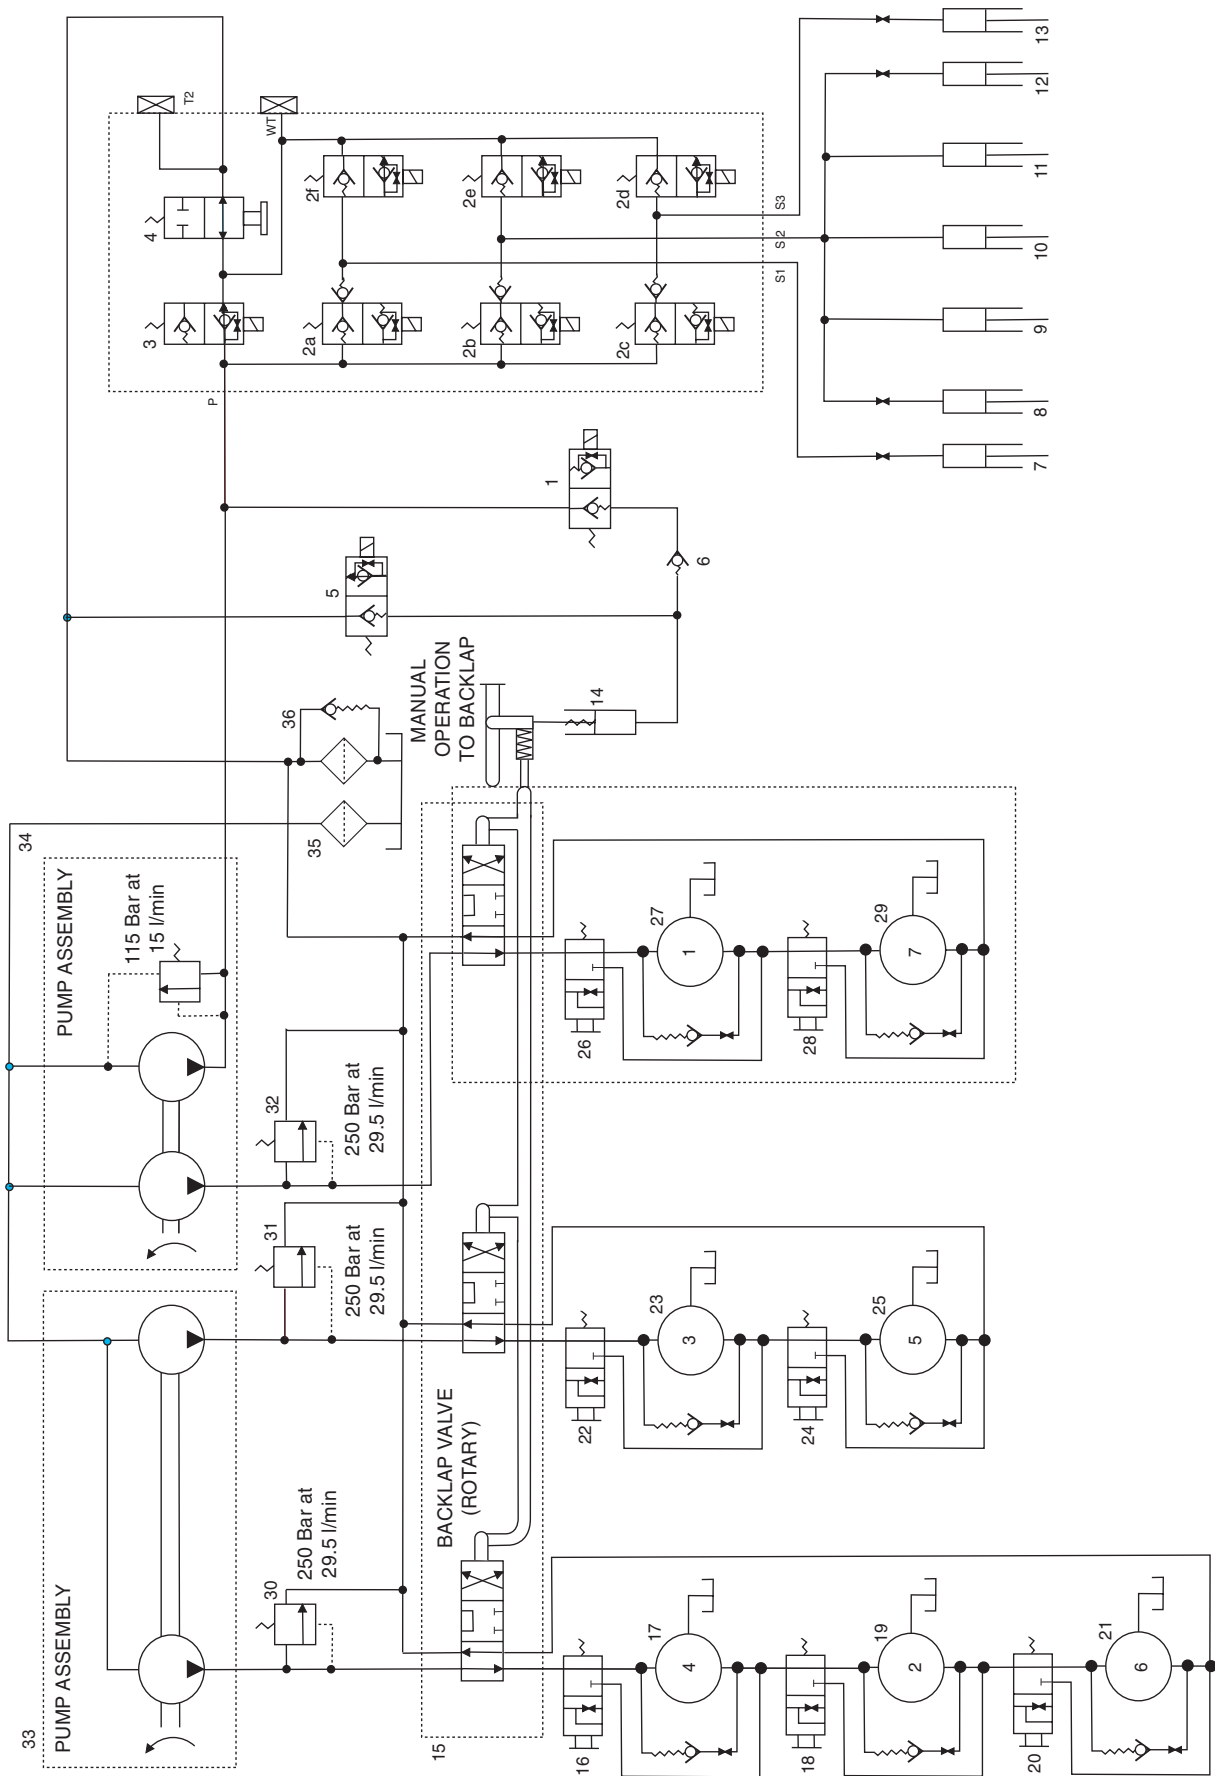 33
PUMP ASSEMBLY
30
250 Bar at
29.5 l/min
31
250 Bar at
29.5 l/min
32
250 Bar at
29.5 l/min
PUMP ASSEMBLY
115 Bar at
15 l/min
34
35
36
15
BACKLAP VALVE
(ROTARY)
MANUAL
OPERATION
TO BACKLAP
14
5
1
6
P
3
4
T2
WT
2a
2f
2b
2e
2c
2d
S1
S2
S3
16
17
4
18
19
2
20
21
6
22
23
3
24
25
5
26
27
1
28
29
7
7
8
9
10
11
12
13